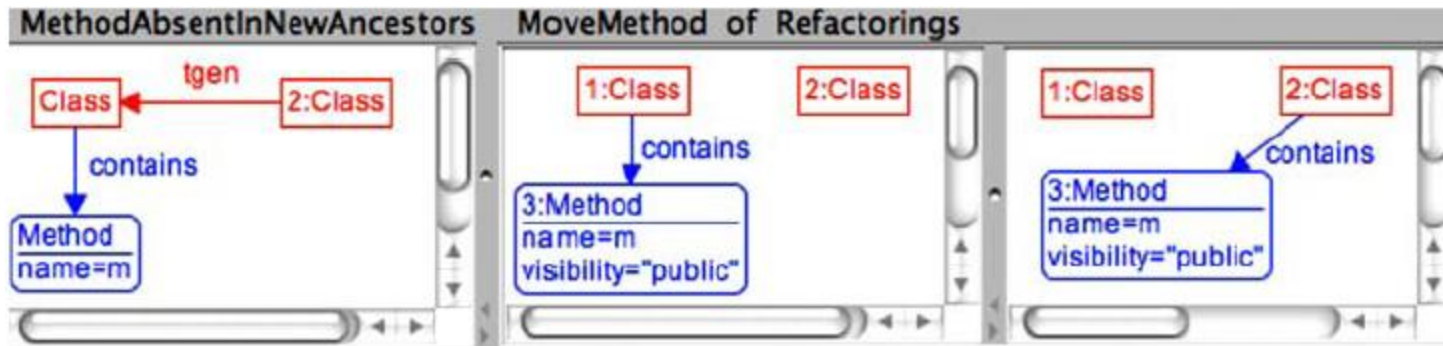 MethodAbsentInNewAncestors
MoveMethod of Refactorings
Class
tgen
2:Class
contains
Method
name=m
1:Class
2:Class
contains
3:Method
name=m
visibility="public"
1:Class
2:Class
contains
3:Method
name=m
visibility="public"